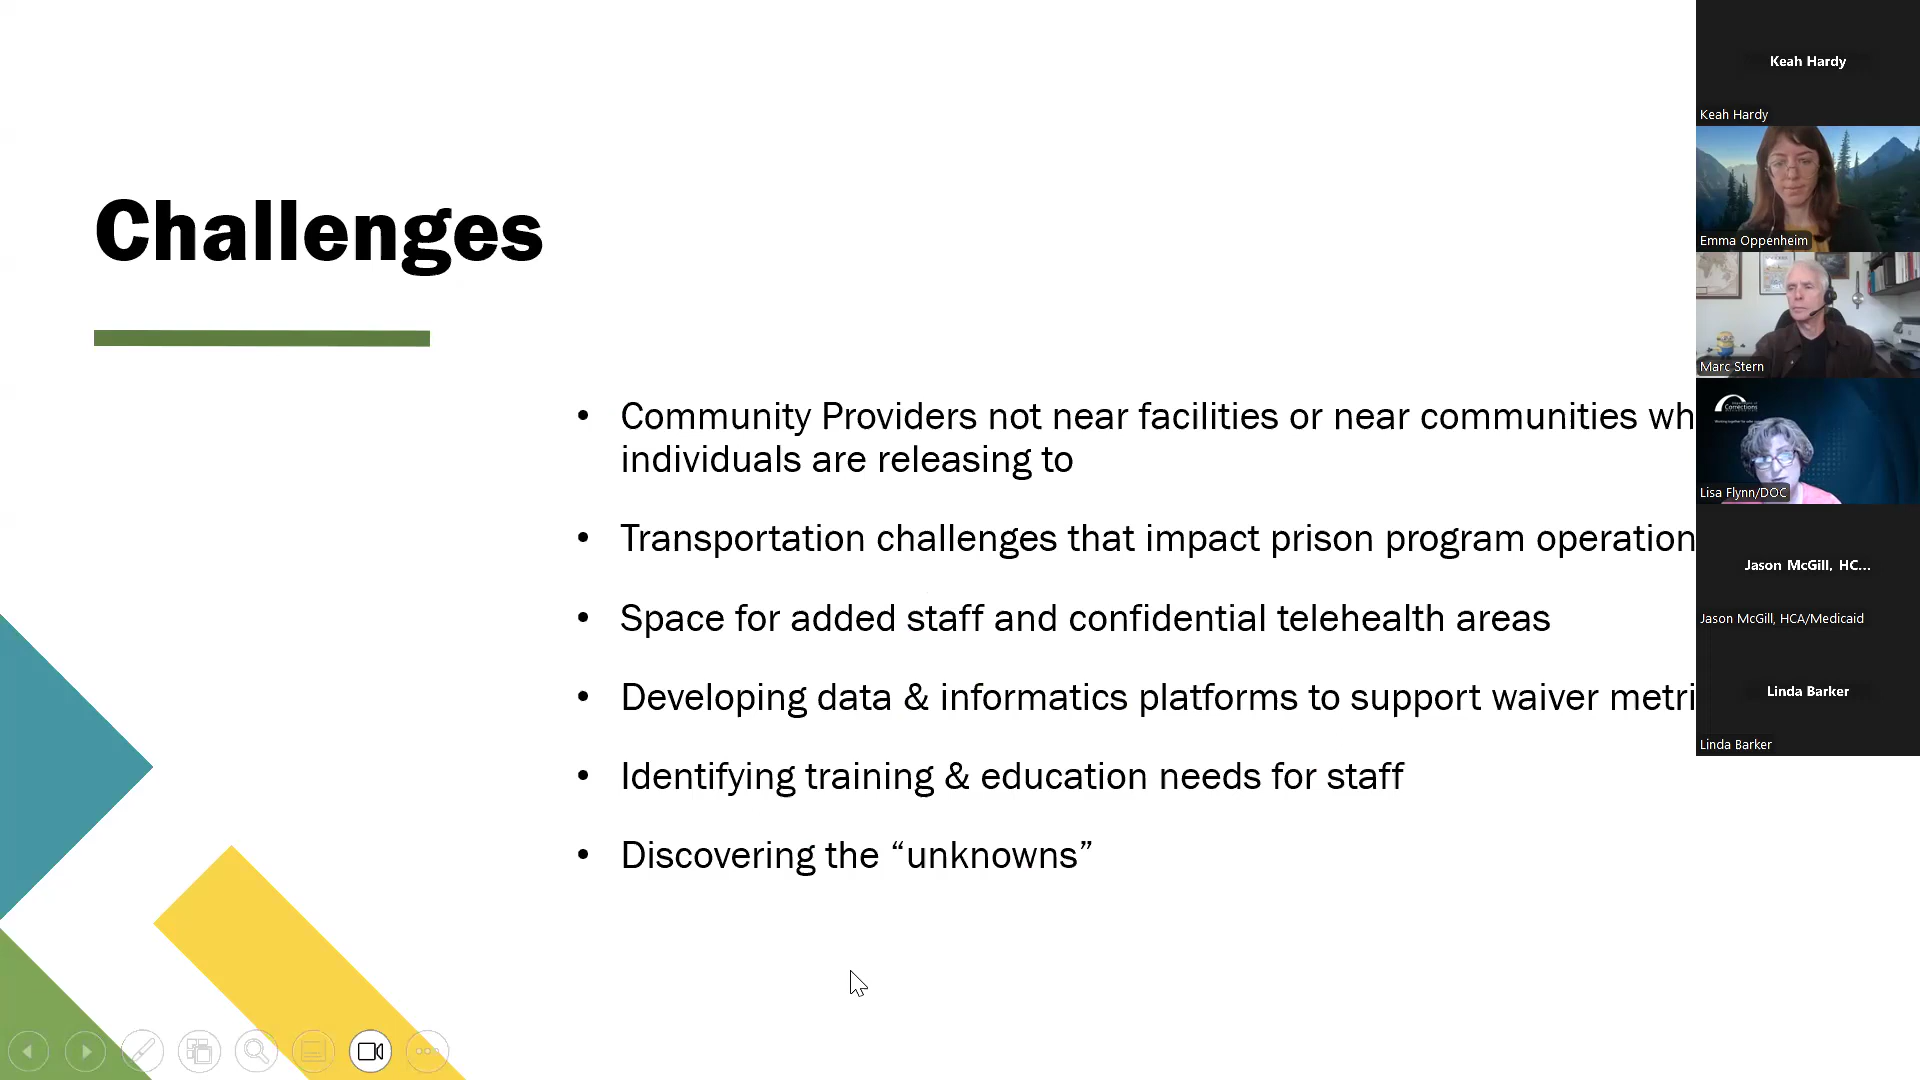 Challenges
• Community Providers not near facilities or near communities wh
individuals are releasing to
• Transportation challenges that impact prison program operation
• Space for added staff and confidential telehealth areas
• Developing data & informatics platforms to support waiver metri
• Identifying training & education needs for staff
• Discovering the “unknowns”
Keah Hardy
Keah Hardy
Emma Oppenheim
Marc Stern
Corrections
Lisa Flynn/DOC
Jason McGill, HC...
Jason McGill, HCA/Medicaid
Linda Barker
Linda Barker